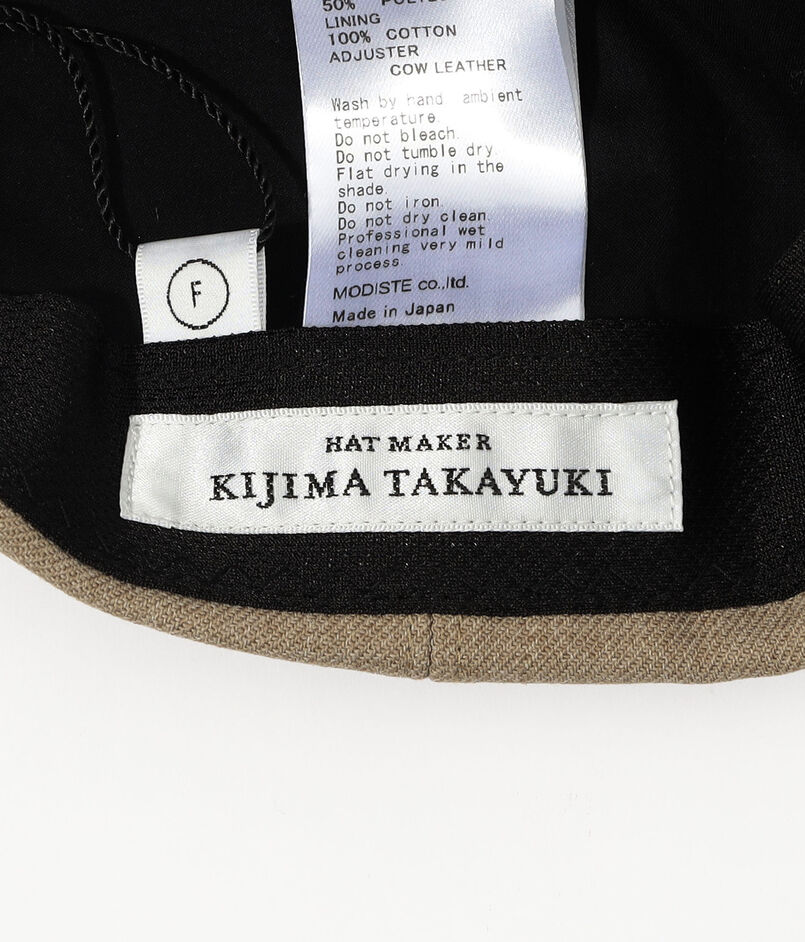 50% POLYES
LINING
100% COTTON
ADJUSTER
COW LEATHER
Wash by hand ambient
temperature.
Do not bleach.
Do not tumble dry.
Flat drying in the
shade.
Do not iron.
Do not dry clean.
Professional wet
cleaning very mild
process.
MODISTE co.,ltd.
Made in Japan
F
HAT MAKER
KIJIMA TAKAYUKI